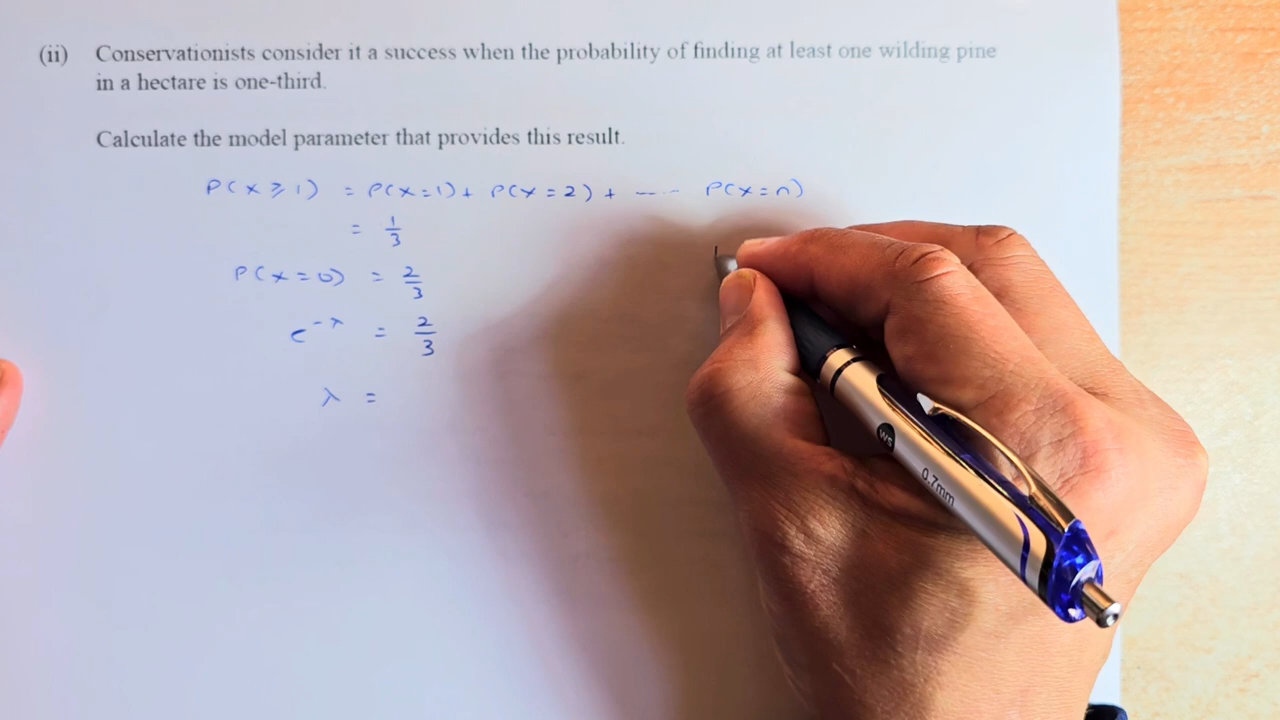 (ii) Conservationists consider it a success when the probability of finding at least one wilding pine
in a hectare is one-third.
Calculate the model parameter that provides this result.
P(x ≥ 1) = P(x=1) + P(x=2) + ------ P(x=n)
= 1/3
P(x=0) = 2/3
e^-λ = 2/3
λ =
WS
0.7mm